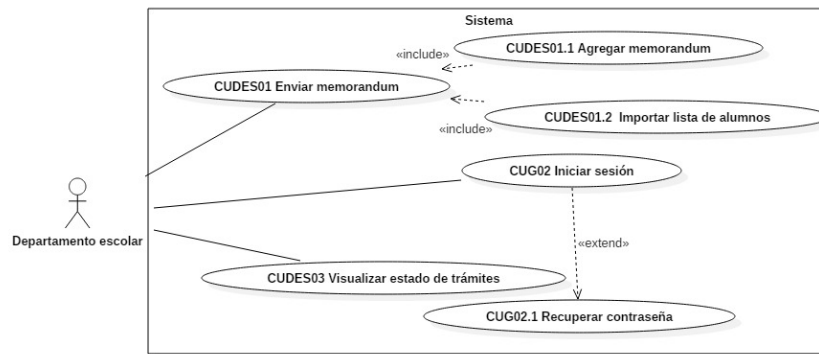 Sistema
«include»
CUDES01.1 Agregar memorandum
CUDES01 Enviar memorandum
CUDES01.2 Importar lista de alumnos
«include»
CUG02 Iniciar sesión
Departamento escolar
«extend»
CUDES03 Visualizar estado de trámites
CUG02.1 Recuperar contraseña